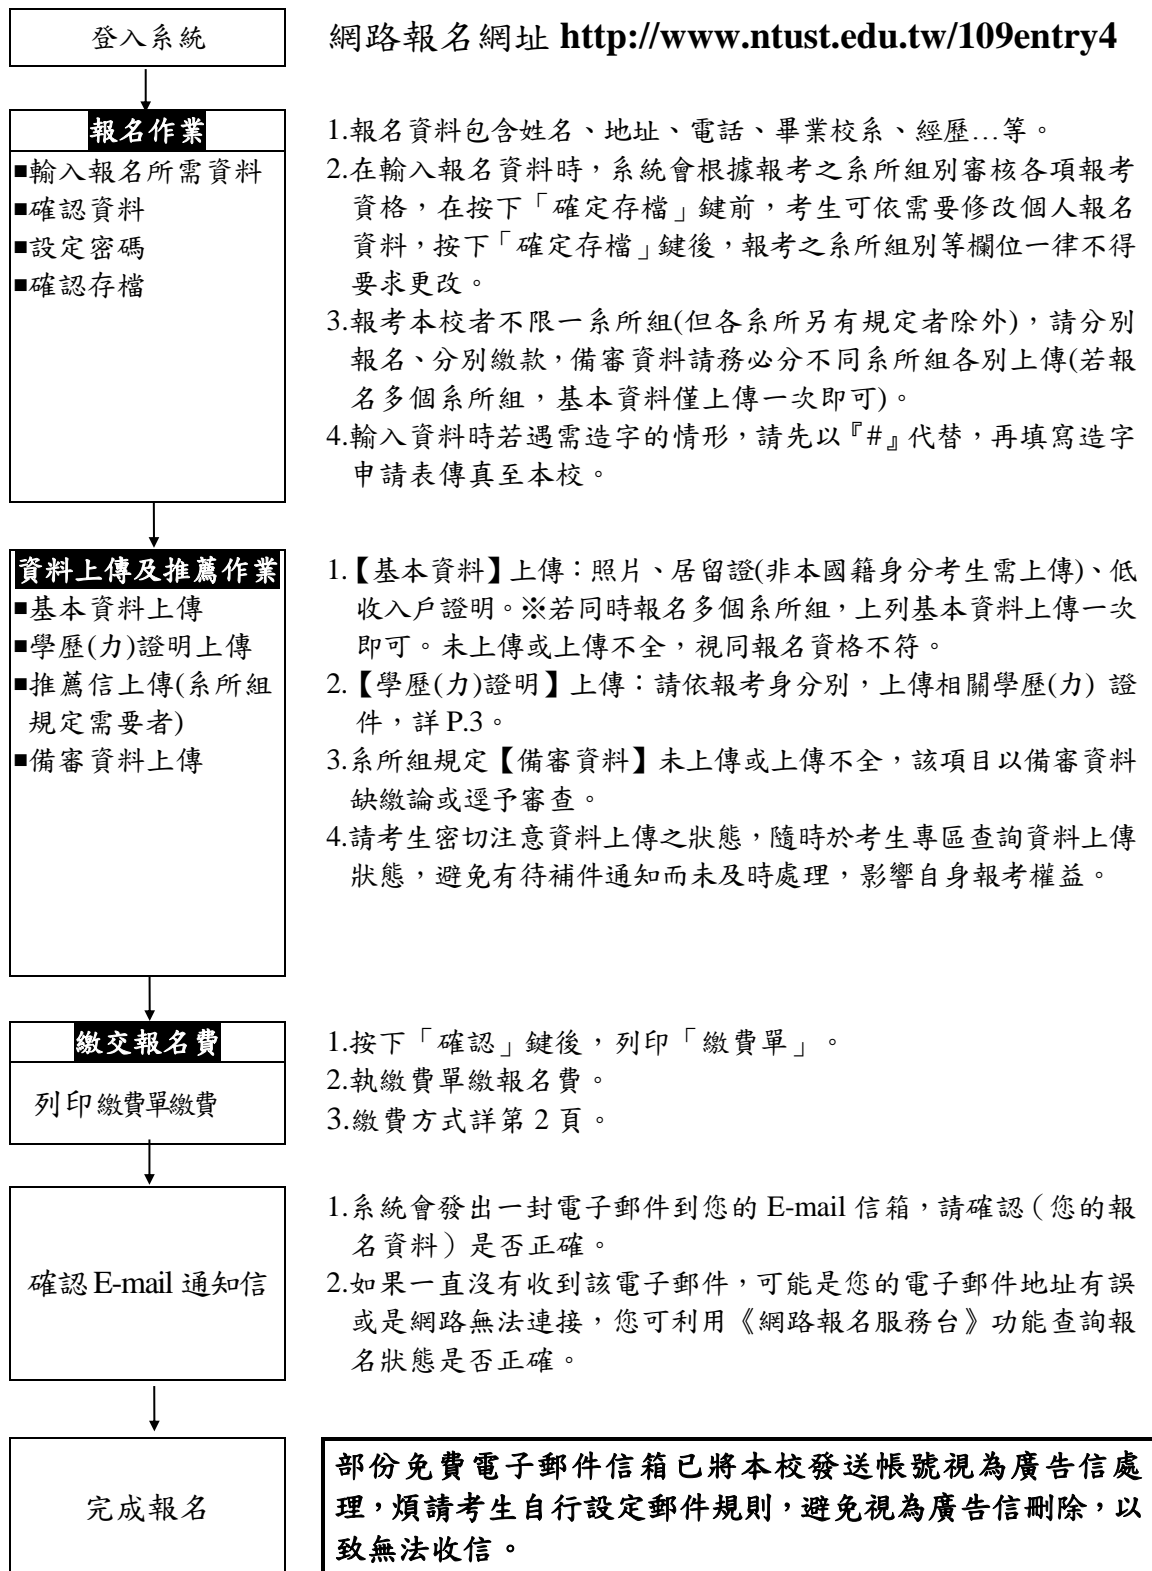 登入系統
網路報名網址 http://www.ntust.edu.tw/109entry4
報名作業
■輸入報名所需資料
■確認資料
■設定密碼
■確認存檔
1.報名資料包含姓名、地址、電話、畢業校系、經歷…等。
2.在輸入報名資料時，系統會根據報考之系所組別審核各項報考
資格，在按下「確定存檔」鍵前，考生可依需要修改個人報名
資料，按下「確定存檔」鍵後，報考之系所組別等欄位一律不得
要求更改。
3.報考本校者不限一系所組(但各系所另有規定者除外)，請分別
報名、分別繳款，備審資料請務必分不同系所組各別上傳(若報
名多個系所組，基本資料僅上傳一次即可)。
4.輸入資料時若遇需造字的情形，請先以『#』代替，再填寫造字
申請表傳真至本校。
資料上傳及推薦作業
■基本資料上傳
■學歷(力)證明上傳
■推薦信上傳(系所組
規定需要者)
■備審資料上傳
1.【基本資料】上傳：照片、居留證(非本國籍身分考生需上傳)、低
收入戶證明。※若同時報名多個系所組，上列基本資料上傳一次
即可。未上傳或上傳不全，視同報名資格不符。
2.【學歷(力)證明】上傳：請依報考身分別，上傳相關學歷(力) 證
件，詳 P.3。
3.系所組規定【備審資料】未上傳或上傳不全，該項目以備審資料
缺繳論或逕予審查。
4.請考生密切注意資料上傳之狀態，隨時於考生專區查詢資料上傳
狀態，避免有待補件通知而未及時處理，影響自身報考權益。
繳交報名費
列印繳費單繳費
1.按下「確認」鍵後，列印「繳費單」。
2.執繳費單繳報名費。
3.繳費方式詳第 2 頁。
確認 E-mail 通知信
1.系統會發出一封電子郵件到您的 E-mail 信箱，請確認（您的報
名資料）是否正確。
2.如果一直沒有收到該電子郵件，可能是您的電子郵件地址有誤
或是網路無法連接，您可利用《網路報名服務台》功能查詢報
名狀態是否正確。
完成報名
部份免費電子郵件信箱已將本校發送帳號視為廣告信處
理，煩請考生自行設定郵件規則，避免視為廣告信刪除，以
致無法收信。